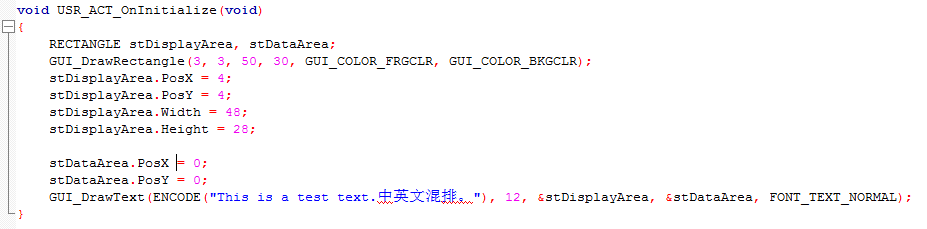 void USR_ACT_OnInitialize(void)
{
RECTANGLE stDisplayArea, stDataArea;
GUI_DrawRectangle(3, 3, 50, 30, GUI_COLOR_FRGCLR, GUI_COLOR_BKGCLR);
stDisplayArea.PosX = 4;
stDisplayArea.PosY = 4;
stDisplayArea.Width = 48;
stDisplayArea.Height = 28;
stDataArea.PosX = 0;
stDataArea.PosY = 0;
GUI_DrawText(ENCODE("This is a test text.中英文混排。"), 12, &stDisplayArea, &stDataArea, FONT_TEXT_NORMAL);
}